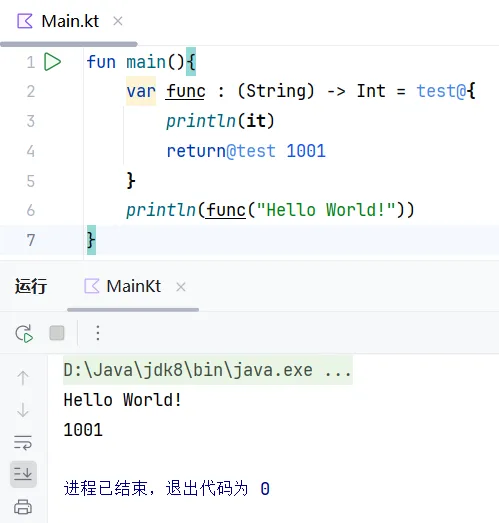 Main.kt ×
1 fun main(){
2 var func : (String) -> Int = test@{
3 println(it)
4 return@test 1001
5 }
6 println(func("Hello World!"))
7 }
运行 MainKt ×
D:\Java\jdk8\bin\java.exe ...
Hello World!
1001
进程已结束，退出代码为 0